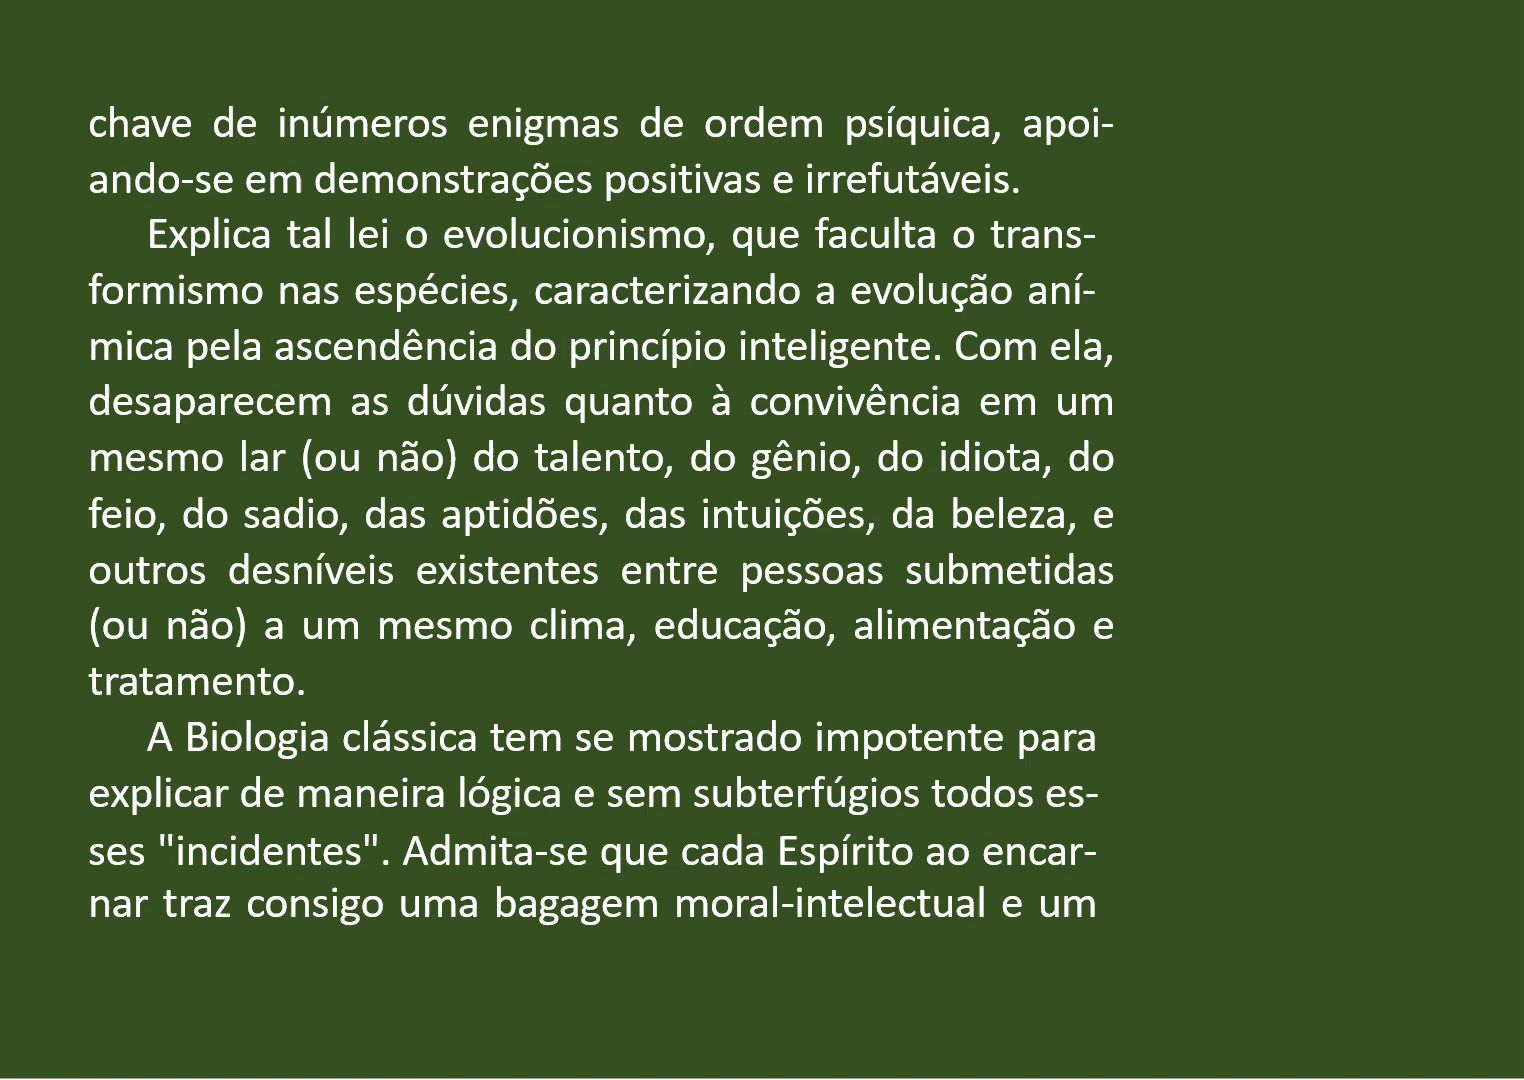 chave de inúmeros enigmas de ordem psíquica, apoi-
ando-se em demonstrações positivas e irrefutáveis.
Explica tal lei o evolucionismo, que faculta o trans-
formismo nas espécies, caracterizando a evolução aní-
mica pela ascendência do princípio inteligente. Com ela,
desaparecem as dúvidas quanto à convivência em um
mesmo lar (ou não) do talento, do gênio, do idiota, do
feio, do sadio, das aptidões, das intuições, da beleza, e
outros desníveis existentes entre pessoas submetidas
(ou não) a um mesmo clima, educação, alimentação e
tratamento.
A Biologia clássica tem se mostrado impotente para
explicar de maneira lógica e sem subterfúgios todos es-
ses "incidentes". Admita-se que cada Espírito ao encar-
nar traz consigo uma bagagem moral-intelectual e um